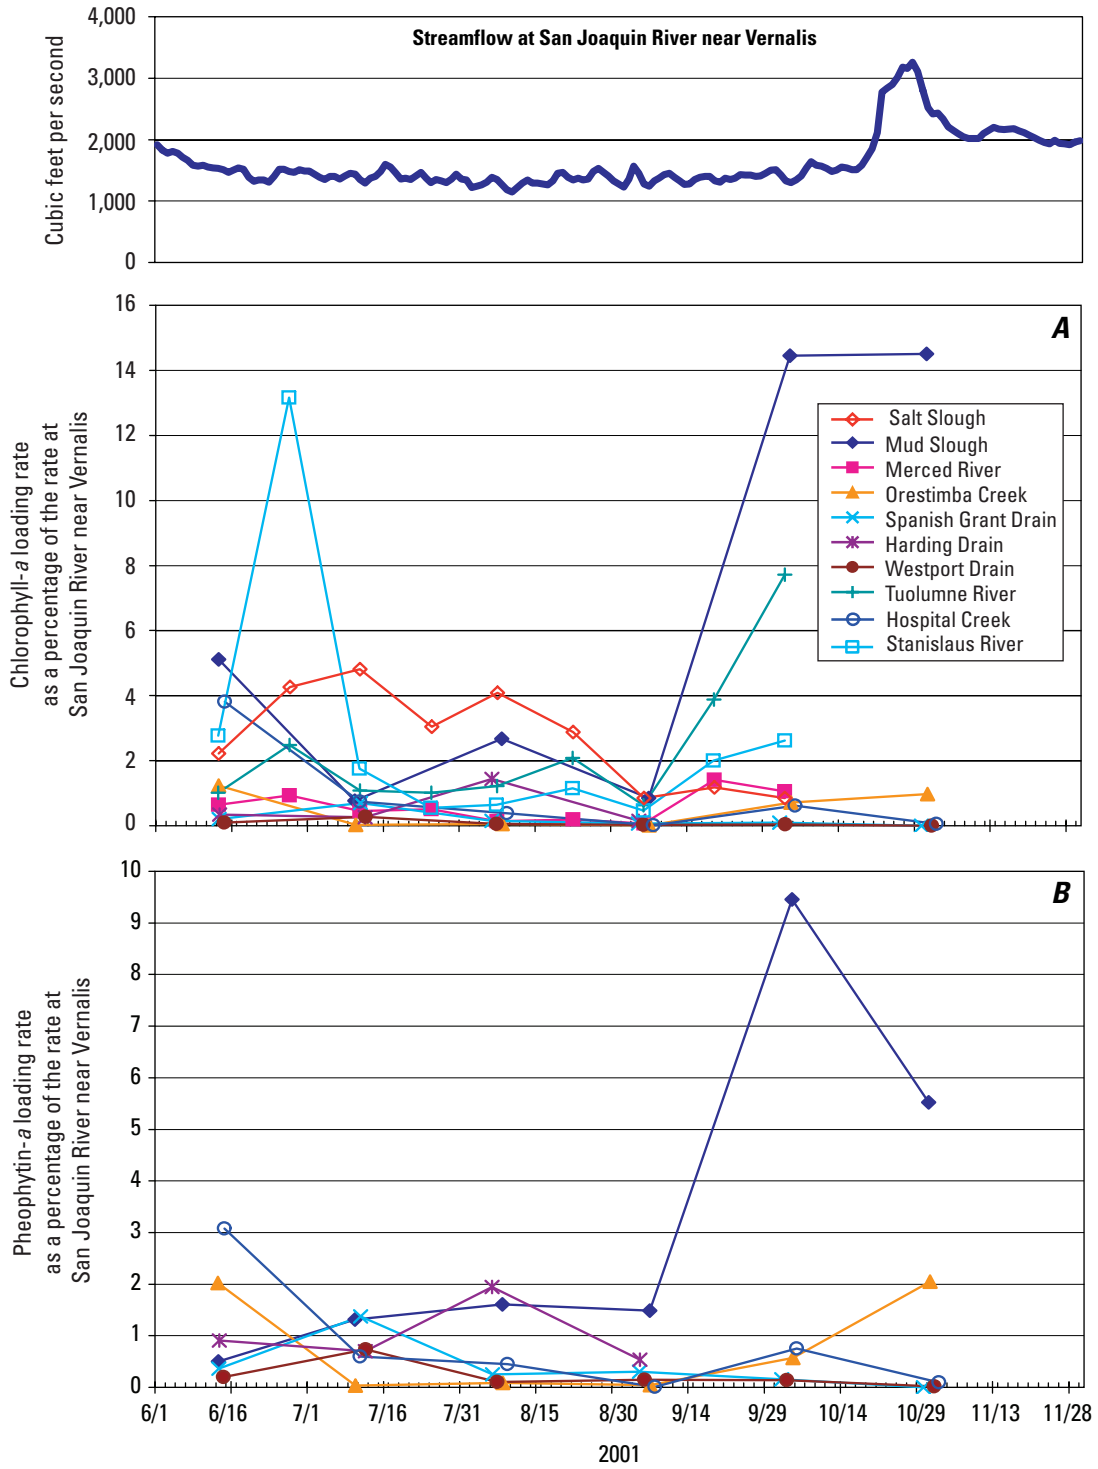 Streamflow at San Joaquin River near Vernalis
Cubic feet per second
4,000
3,000
2,000
1,000
0
A
Chlorophyll-a loading rate
as a percentage of the rate at
San Joaquin River near Vernalis
16
14
12
10
8
6
4
2
0
Salt Slough
Mud Slough
Merced River
Orestimba Creek
Spanish Grant Drain
Harding Drain
Westport Drain
Tuolumne River
Hospital Creek
Stanislaus River
B
Pheophytin-a loading rate
as a percentage of the rate at
San Joaquin River near Vernalis
10
9
8
7
6
5
4
3
2
1
0
6/1 6/16 7/1 7/16 7/31 8/15 8/30 9/14 9/29 10/14 10/29 11/13 11/28
2001